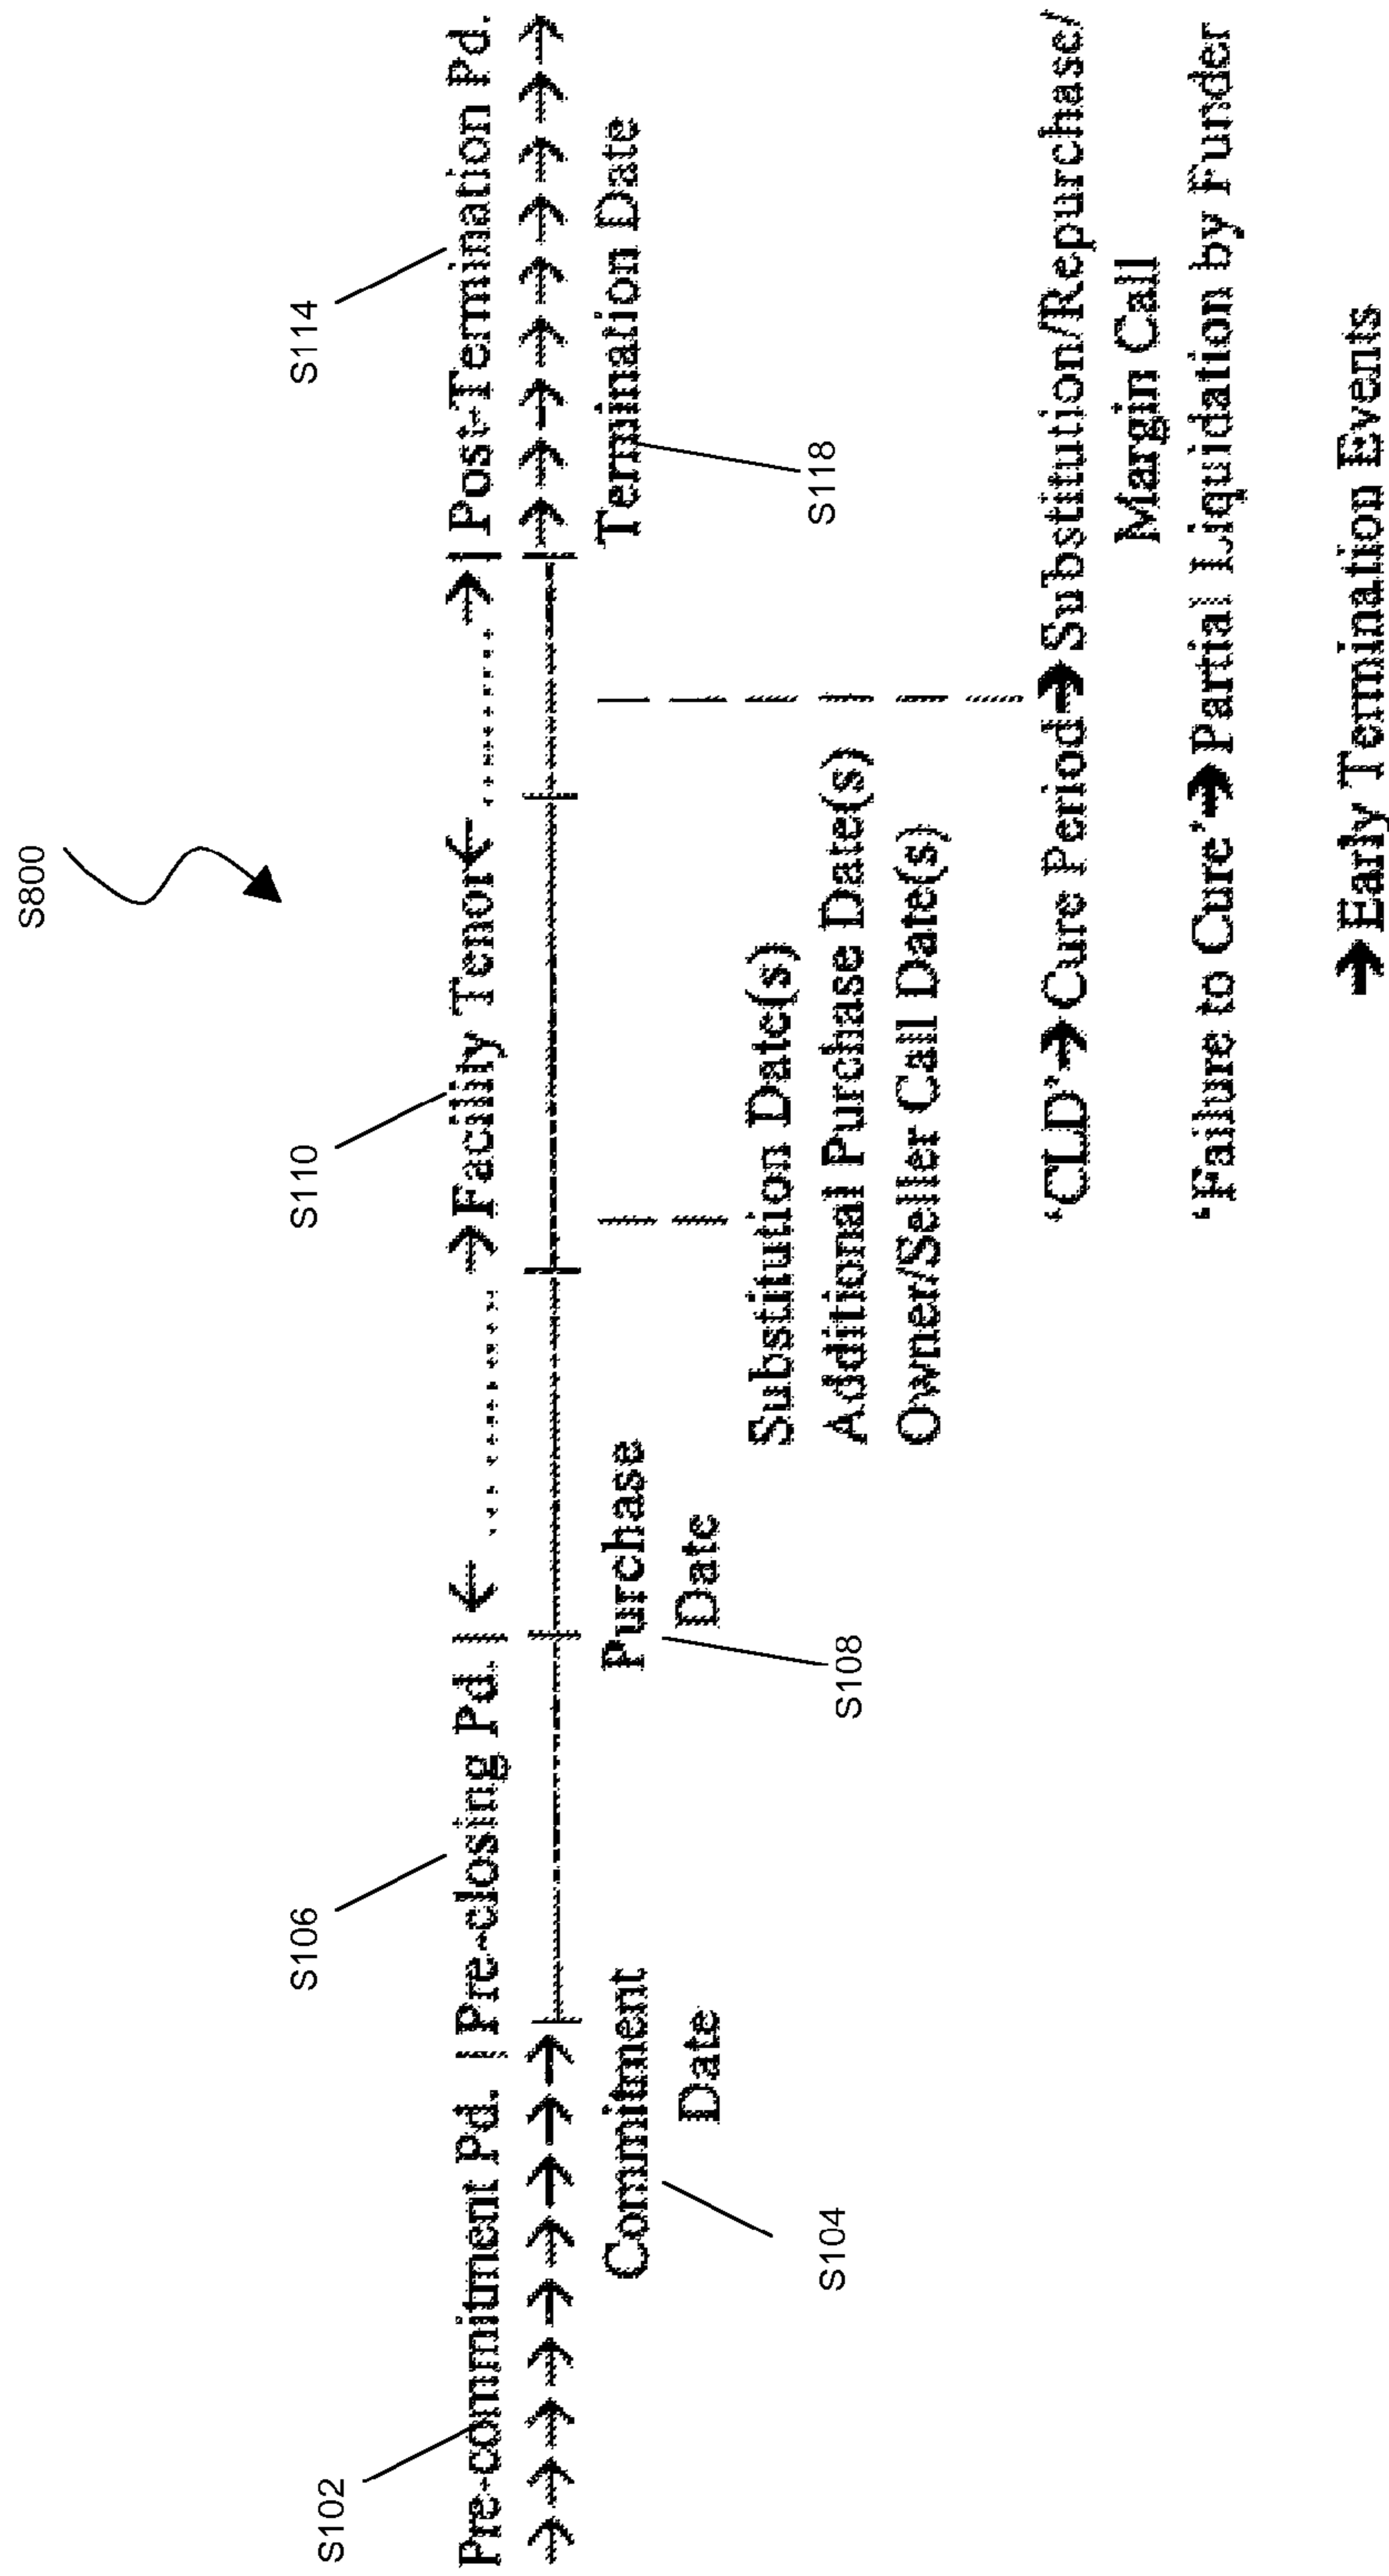 S800
S102
S106
S110
S114
Pre-commitment Pd. | Pre-closing Pd. | ← ........ →Facility Tenor← ........ →| Post-Termination Pd.
→→→→→→→→→|————|————|————|————|→→→→→→→→→
Commitment
Date
S104
Purchase
Date
S108
Termination Date
S118
Substitution Date(s)
Additional Purchase Date(s)
Owner/Seller Call Date(s)
‘CLD’→Cure Period→Substitution/Repurchase/
Margin Call
‘Failure to Cure’→Partial Liquidation by Funder
→Early Termination Events